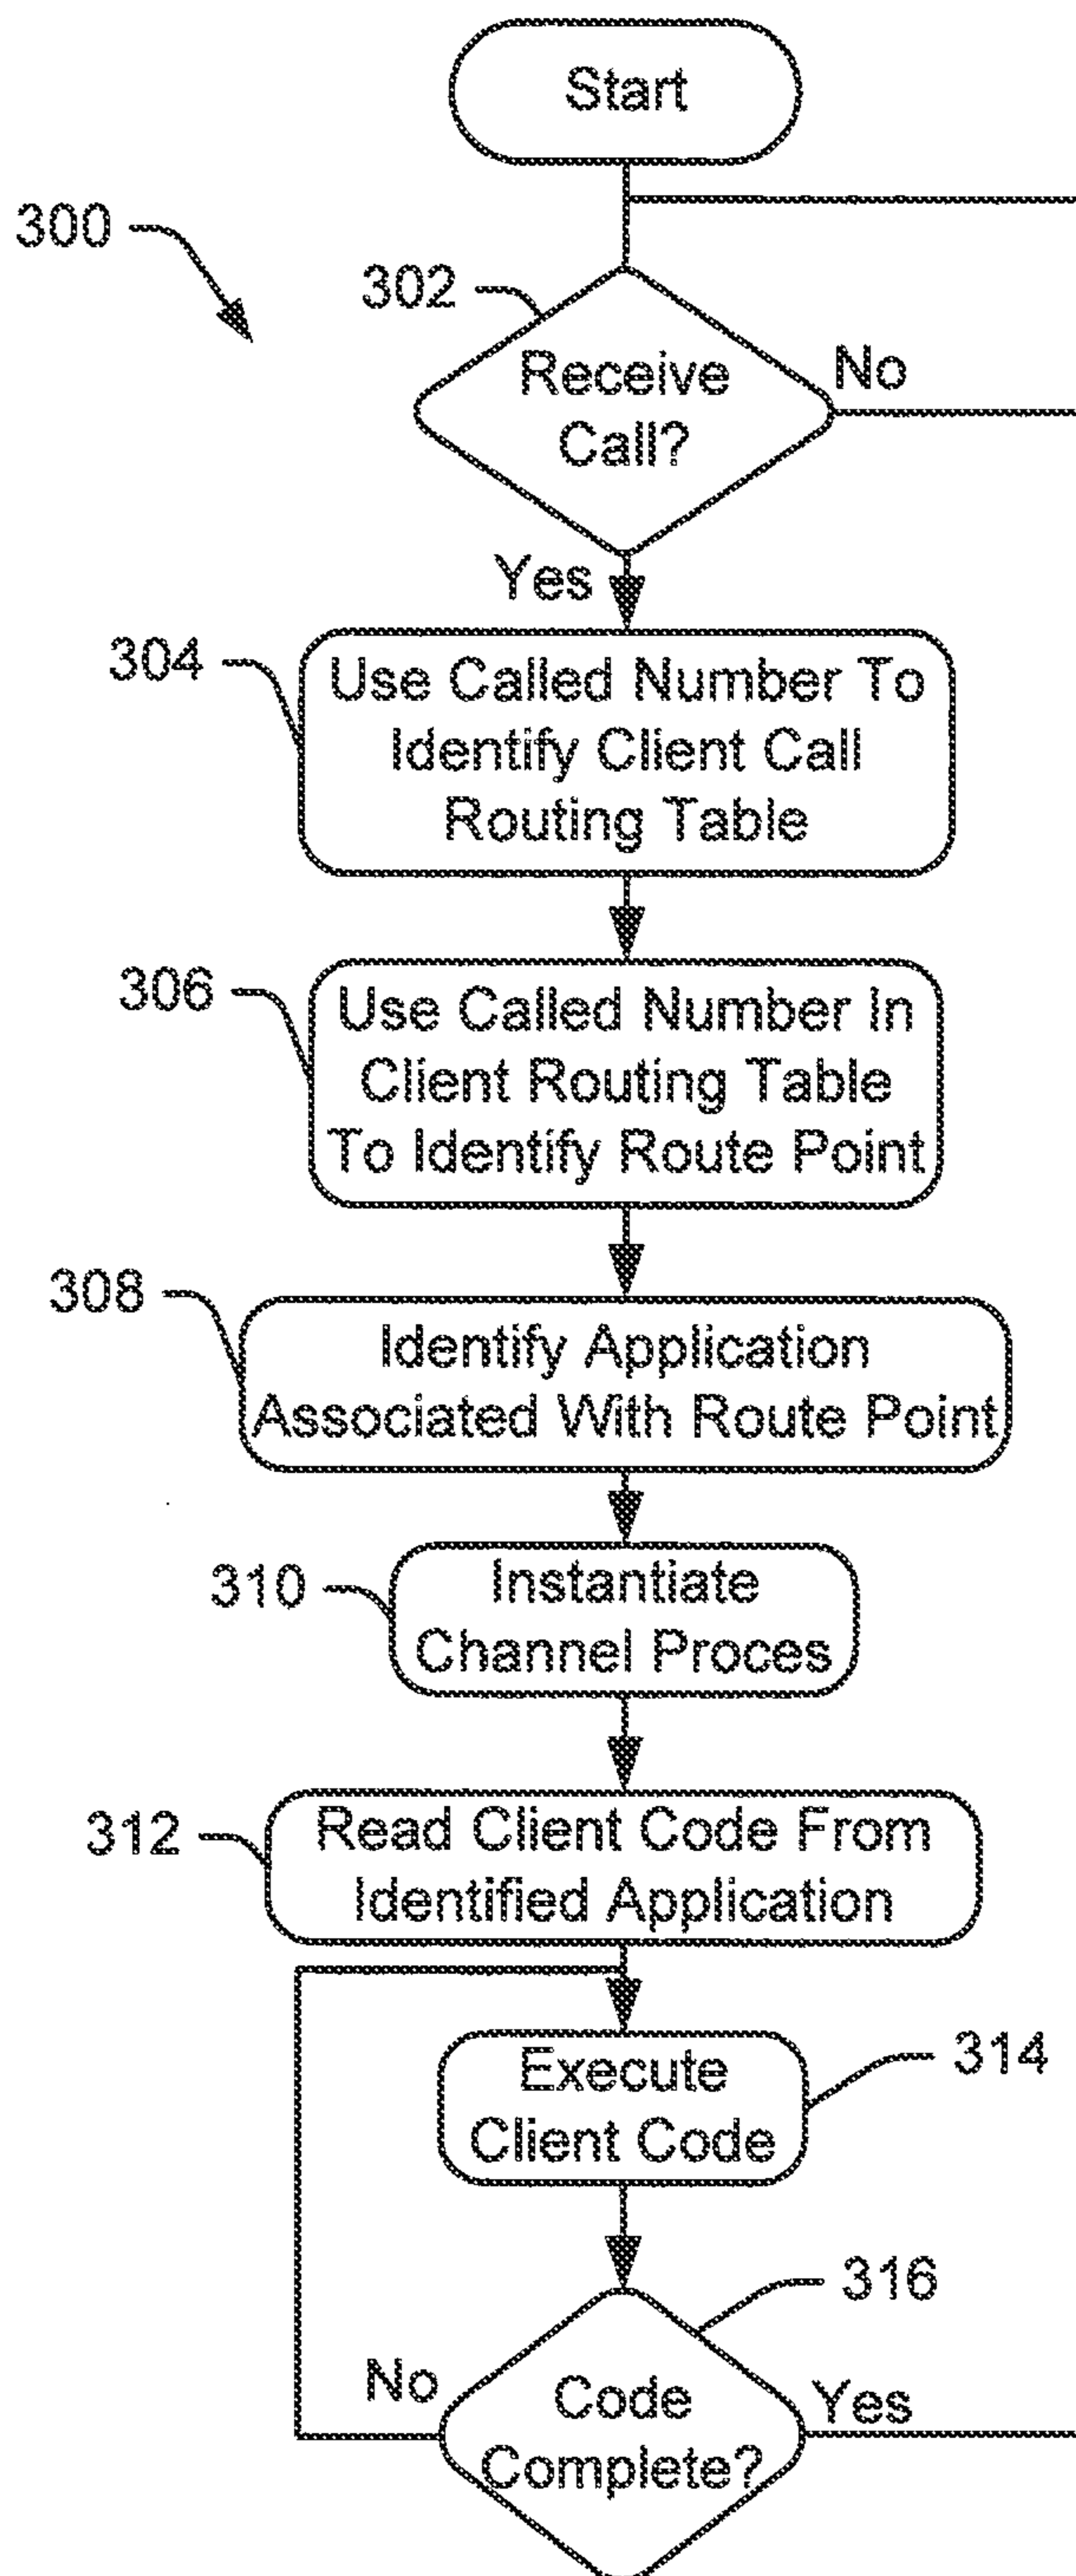 Start
300
302
Receive
Call?
No
Yes
304
Use Called Number To
Identify Client Call
Routing Table
306
Use Called Number In
Client Routing Table
To Identify Route Point
308
Identify Application
Associated With Route Point
310
Instantiate
Channel Proces
312
Read Client Code From
Identified Application
Execute
Client Code
314
316
No
Code
Complete?
Yes